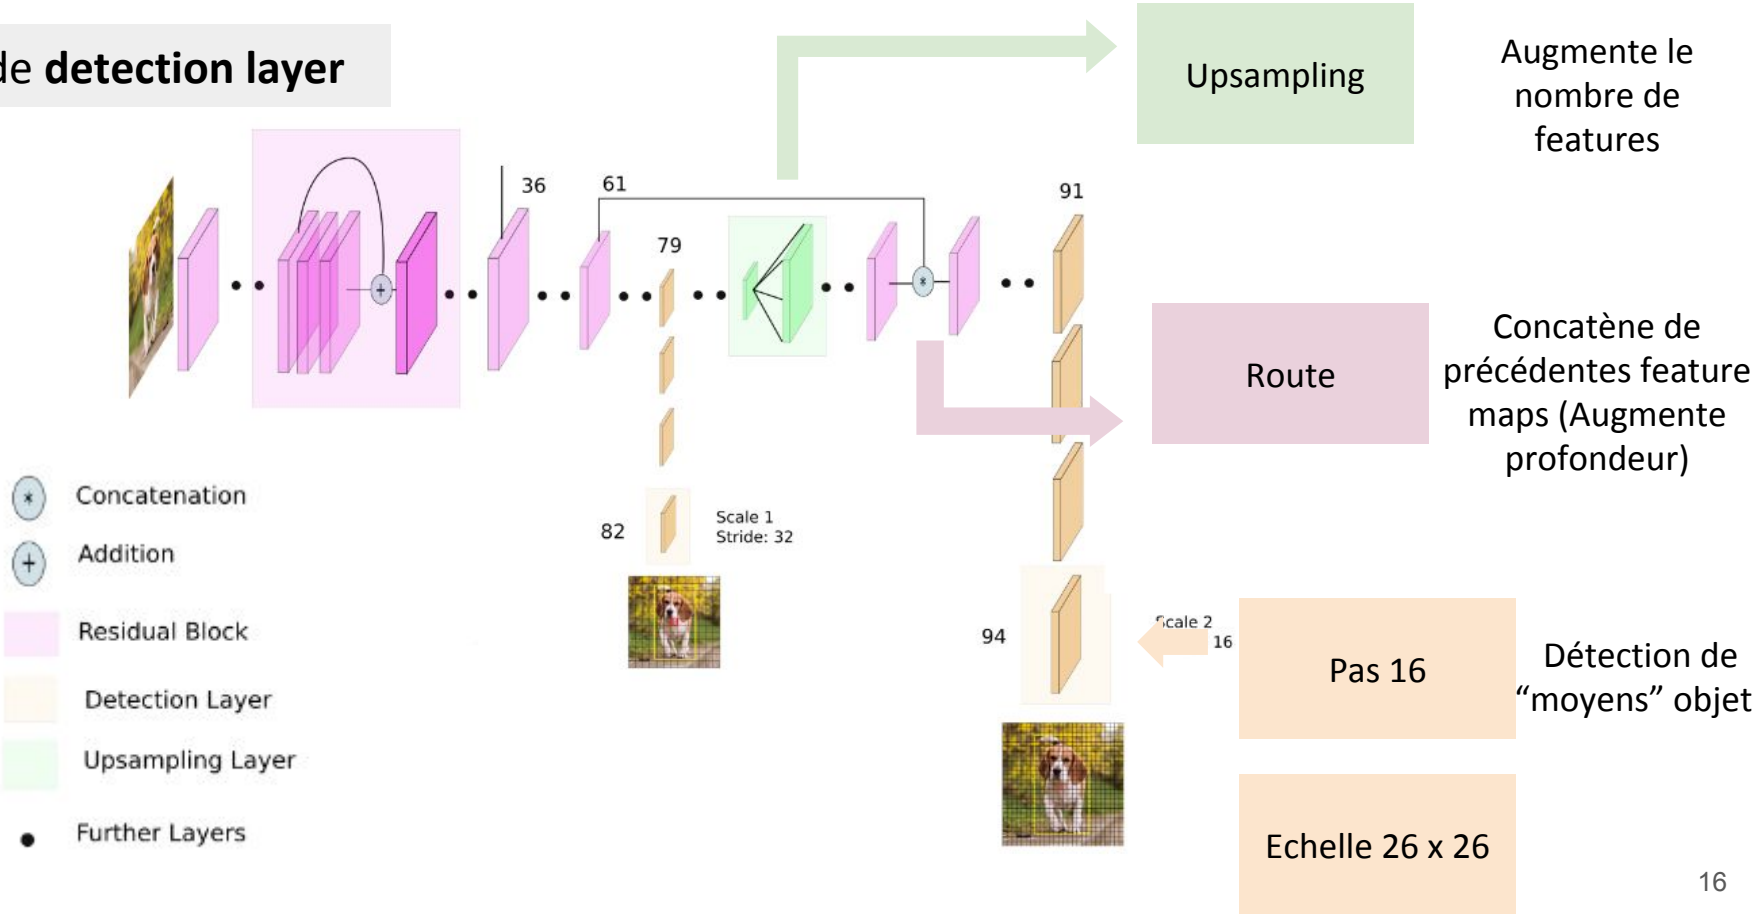 de detection layer
Upsampling
Augmente le
nombre de
features
36
61
79
91
*
+
Route
Concatène de
précédentes feature
maps (Augmente
profondeur)
* Concatenation
+ Addition
Residual Block
Detection Layer
Upsampling Layer
Further Layers
82
Scale 1
Stride: 32
94
Scale 2
16
Pas 16
Détection de
“moyens” objet
Echelle 26 x 26
16